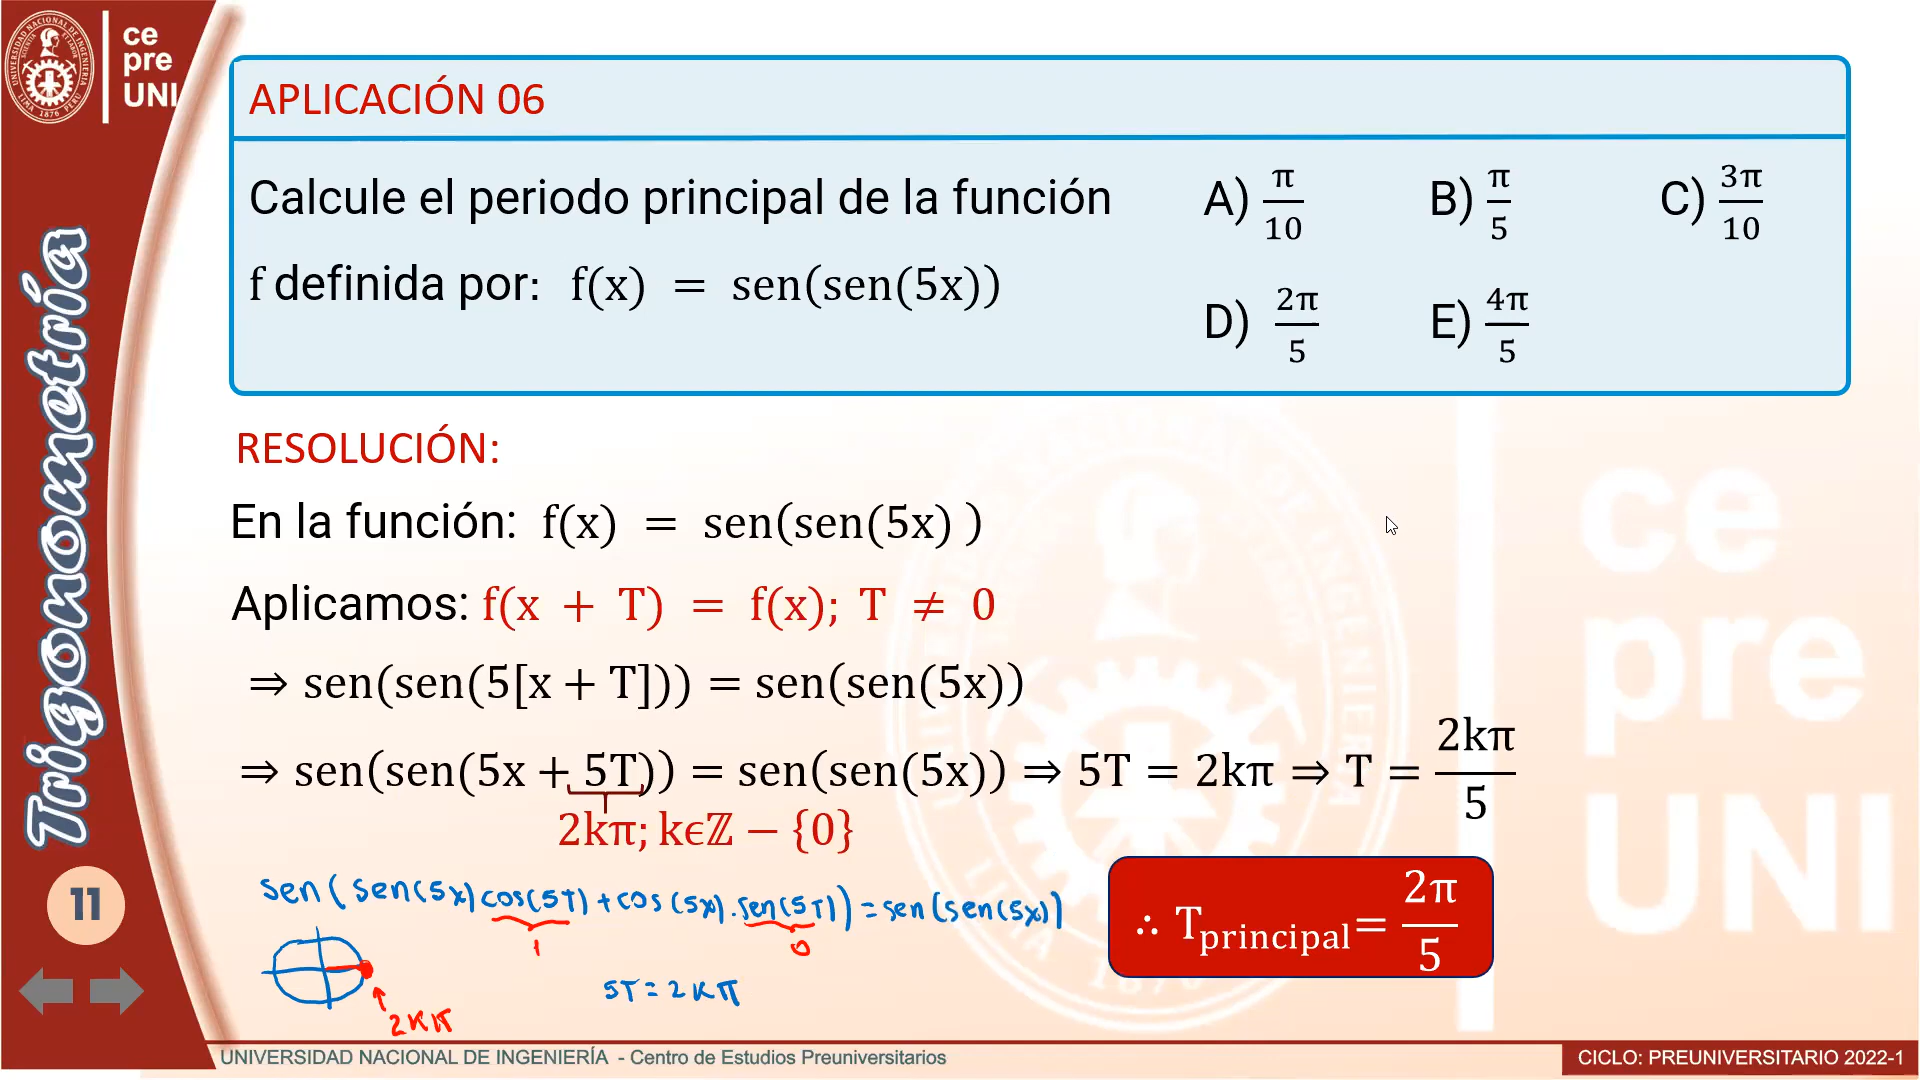 ce
pre
UNI
APLICACIÓN 06
Calcule el periodo principal de la función
f definida por: f(x) = sen(sen(5x))
A) π/10 B) π/5 C) 3π/10
D) 2π/5 E) 4π/5
Trigonometría
RESOLUCIÓN:
En la función: f(x) = sen(sen(5x) )
Aplicamos: f(x + T) = f(x); T ≠ 0
⇒ sen(sen(5[x + T])) = sen(sen(5x))
⇒ sen(sen(5x + 5T)) = sen(sen(5x)) ⇒ 5T = 2kπ ⇒ T = 2kπ/5
2kπ; kϵℤ − {0}
sen(sen(5x)cos(5T)+cos(5x).sen(5T))=sen(sen(5x))
1 0
5T = 2Kπ
2Kπ
∴ Tprincipal= 2π/5
11
ce
pre
UNI
UNIVERSIDAD NACIONAL DE INGENIERÍA - Centro de Estudios Preuniversitarios
CICLO: PREUNIVERSITARIO 2022-1